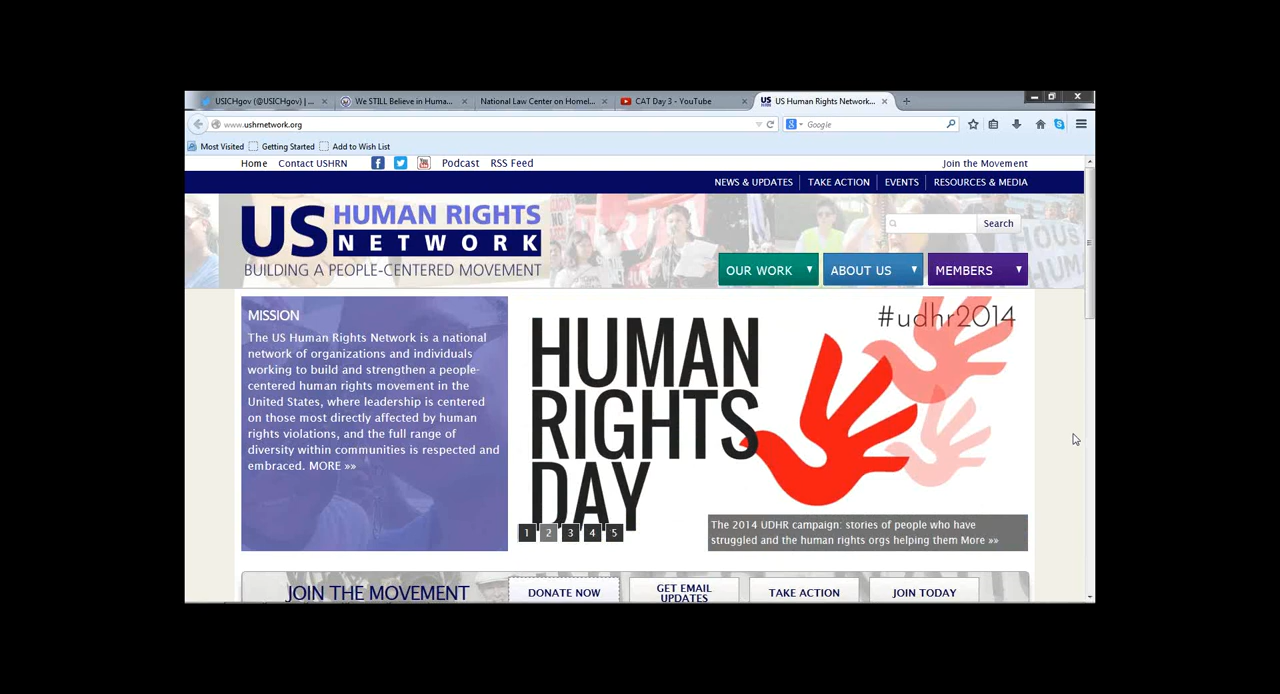 USICHgov (@USICHgov) | ...
We STILL Believe in Huma...
National Law Center on Homel...
CAT Day 3 - YouTube
US Human Rights Network...
www.ushrnetwork.org
Google
Most Visited
Getting Started
Add to Wish List
Home
Contact USHRN
Podcast
RSS Feed
Join the Movement
NEWS & UPDATES
TAKE ACTION
EVENTS
RESOURCES & MEDIA
US HUMAN RIGHTS
NETWORK
BUILDING A PEOPLE-CENTERED MOVEMENT
Search
OUR WORK
ABOUT US
MEMBERS
MISSION
The US Human Rights Network is a national
network of organizations and individuals
working to build and strengthen a people-
centered human rights movement in the
United States, where leadership is centered
on those most directly affected by human
rights violations, and the full range of
diversity within communities is respected and
embraced. MORE »»
#udhr2014
HUMAN
RIGHTS
DAY
1 2 3 4 5
The 2014 UDHR campaign: stories of people who have
struggled and the human rights orgs helping them More »»
JOIN THE MOVEMENT
DONATE NOW
GET EMAIL
UPDATES
TAKE ACTION
JOIN TODAY